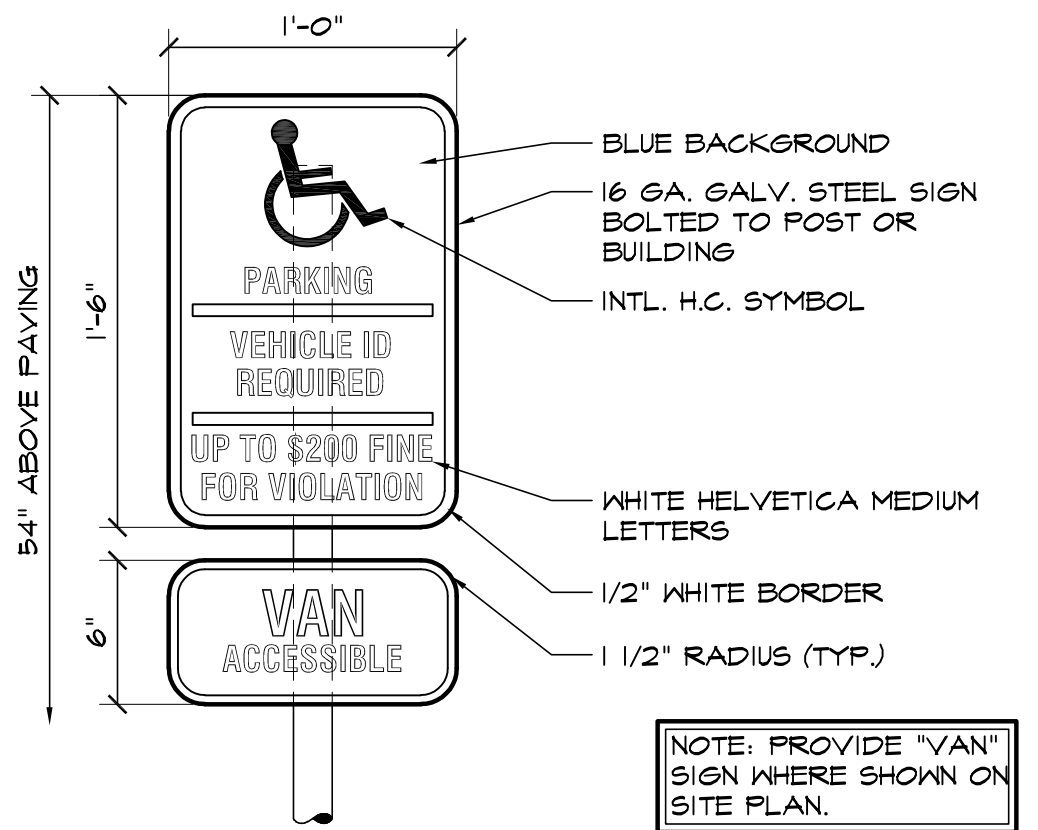 1'-0"
BLUE BACKGROUND
16 GA. GALV. STEEL SIGN
BOLTED TO POST OR
BUILDING
INTL. H.C. SYMBOL
PARKING
VEHICLE ID
REQUIRED
UP TO $200 FINE
FOR VIOLATION
1'-6"
54" ABOVE PAVING
WHITE HELVETICA MEDIUM
LETTERS
1/2" WHITE BORDER
VAN
ACCESSIBLE
6"
1 1/2" RADIUS (TYP.)
NOTE: PROVIDE "VAN"
SIGN WHERE SHOWN ON
SITE PLAN.